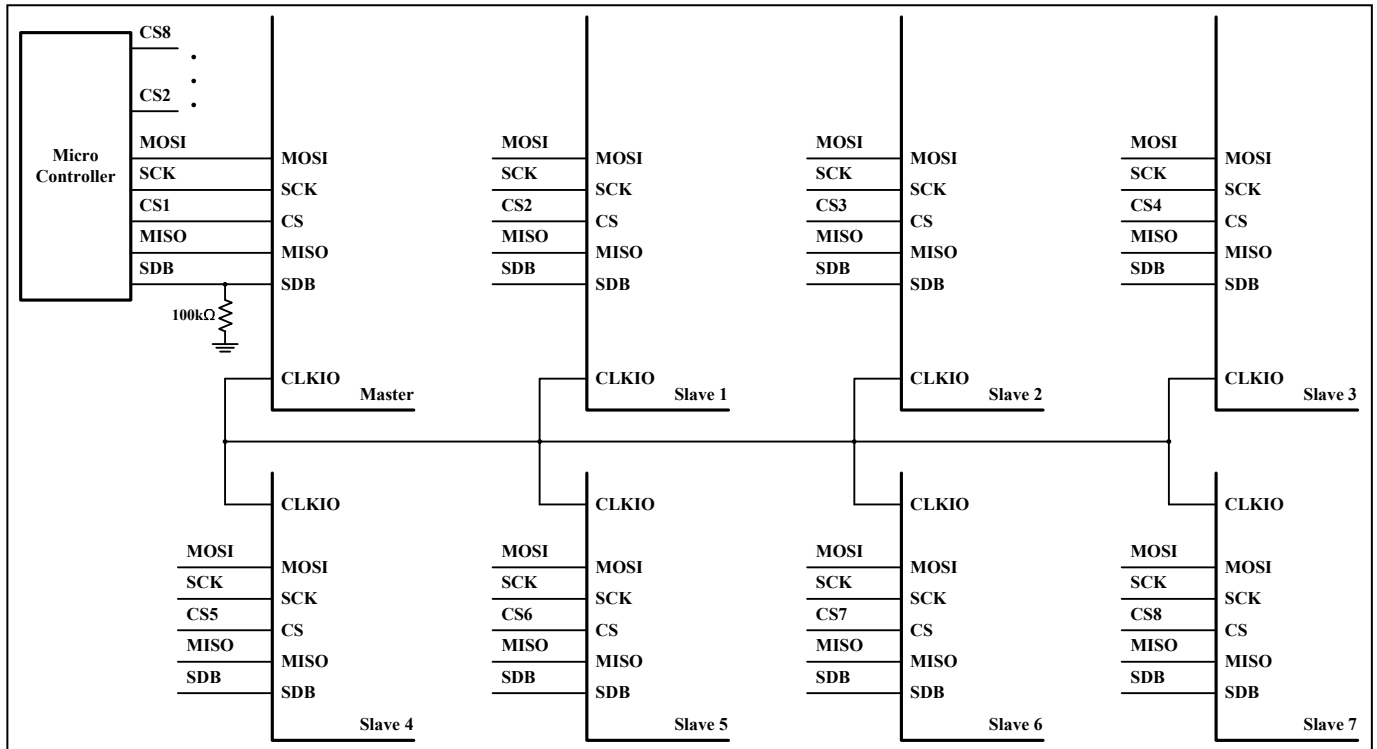 CS8
CS2
Micro
Controller
MOSI
SCK
CS1
MISO
SDB
100kΩ
MOSI
SCK
CS
MISO
SDB
CLKIO
Master
MOSI
SCK
CS2
MISO
SDB
MOSI
SCK
CS
MISO
SDB
CLKIO
Slave 1
MOSI
SCK
CS3
MISO
SDB
MOSI
SCK
CS
MISO
SDB
CLKIO
Slave 2
MOSI
SCK
CS4
MISO
SDB
MOSI
SCK
CS
MISO
SDB
CLKIO
Slave 3
CLKIO
MOSI
SCK
CS5
MISO
SDB
MOSI
SCK
CS
MISO
SDB
Slave 4
CLKIO
MOSI
SCK
CS6
MISO
SDB
MOSI
SCK
CS
MISO
SDB
Slave 5
CLKIO
MOSI
SCK
CS7
MISO
SDB
MOSI
SCK
CS
MISO
SDB
Slave 6
CLKIO
MOSI
SCK
CS8
MISO
SDB
MOSI
SCK
CS
MISO
SDB
Slave 7